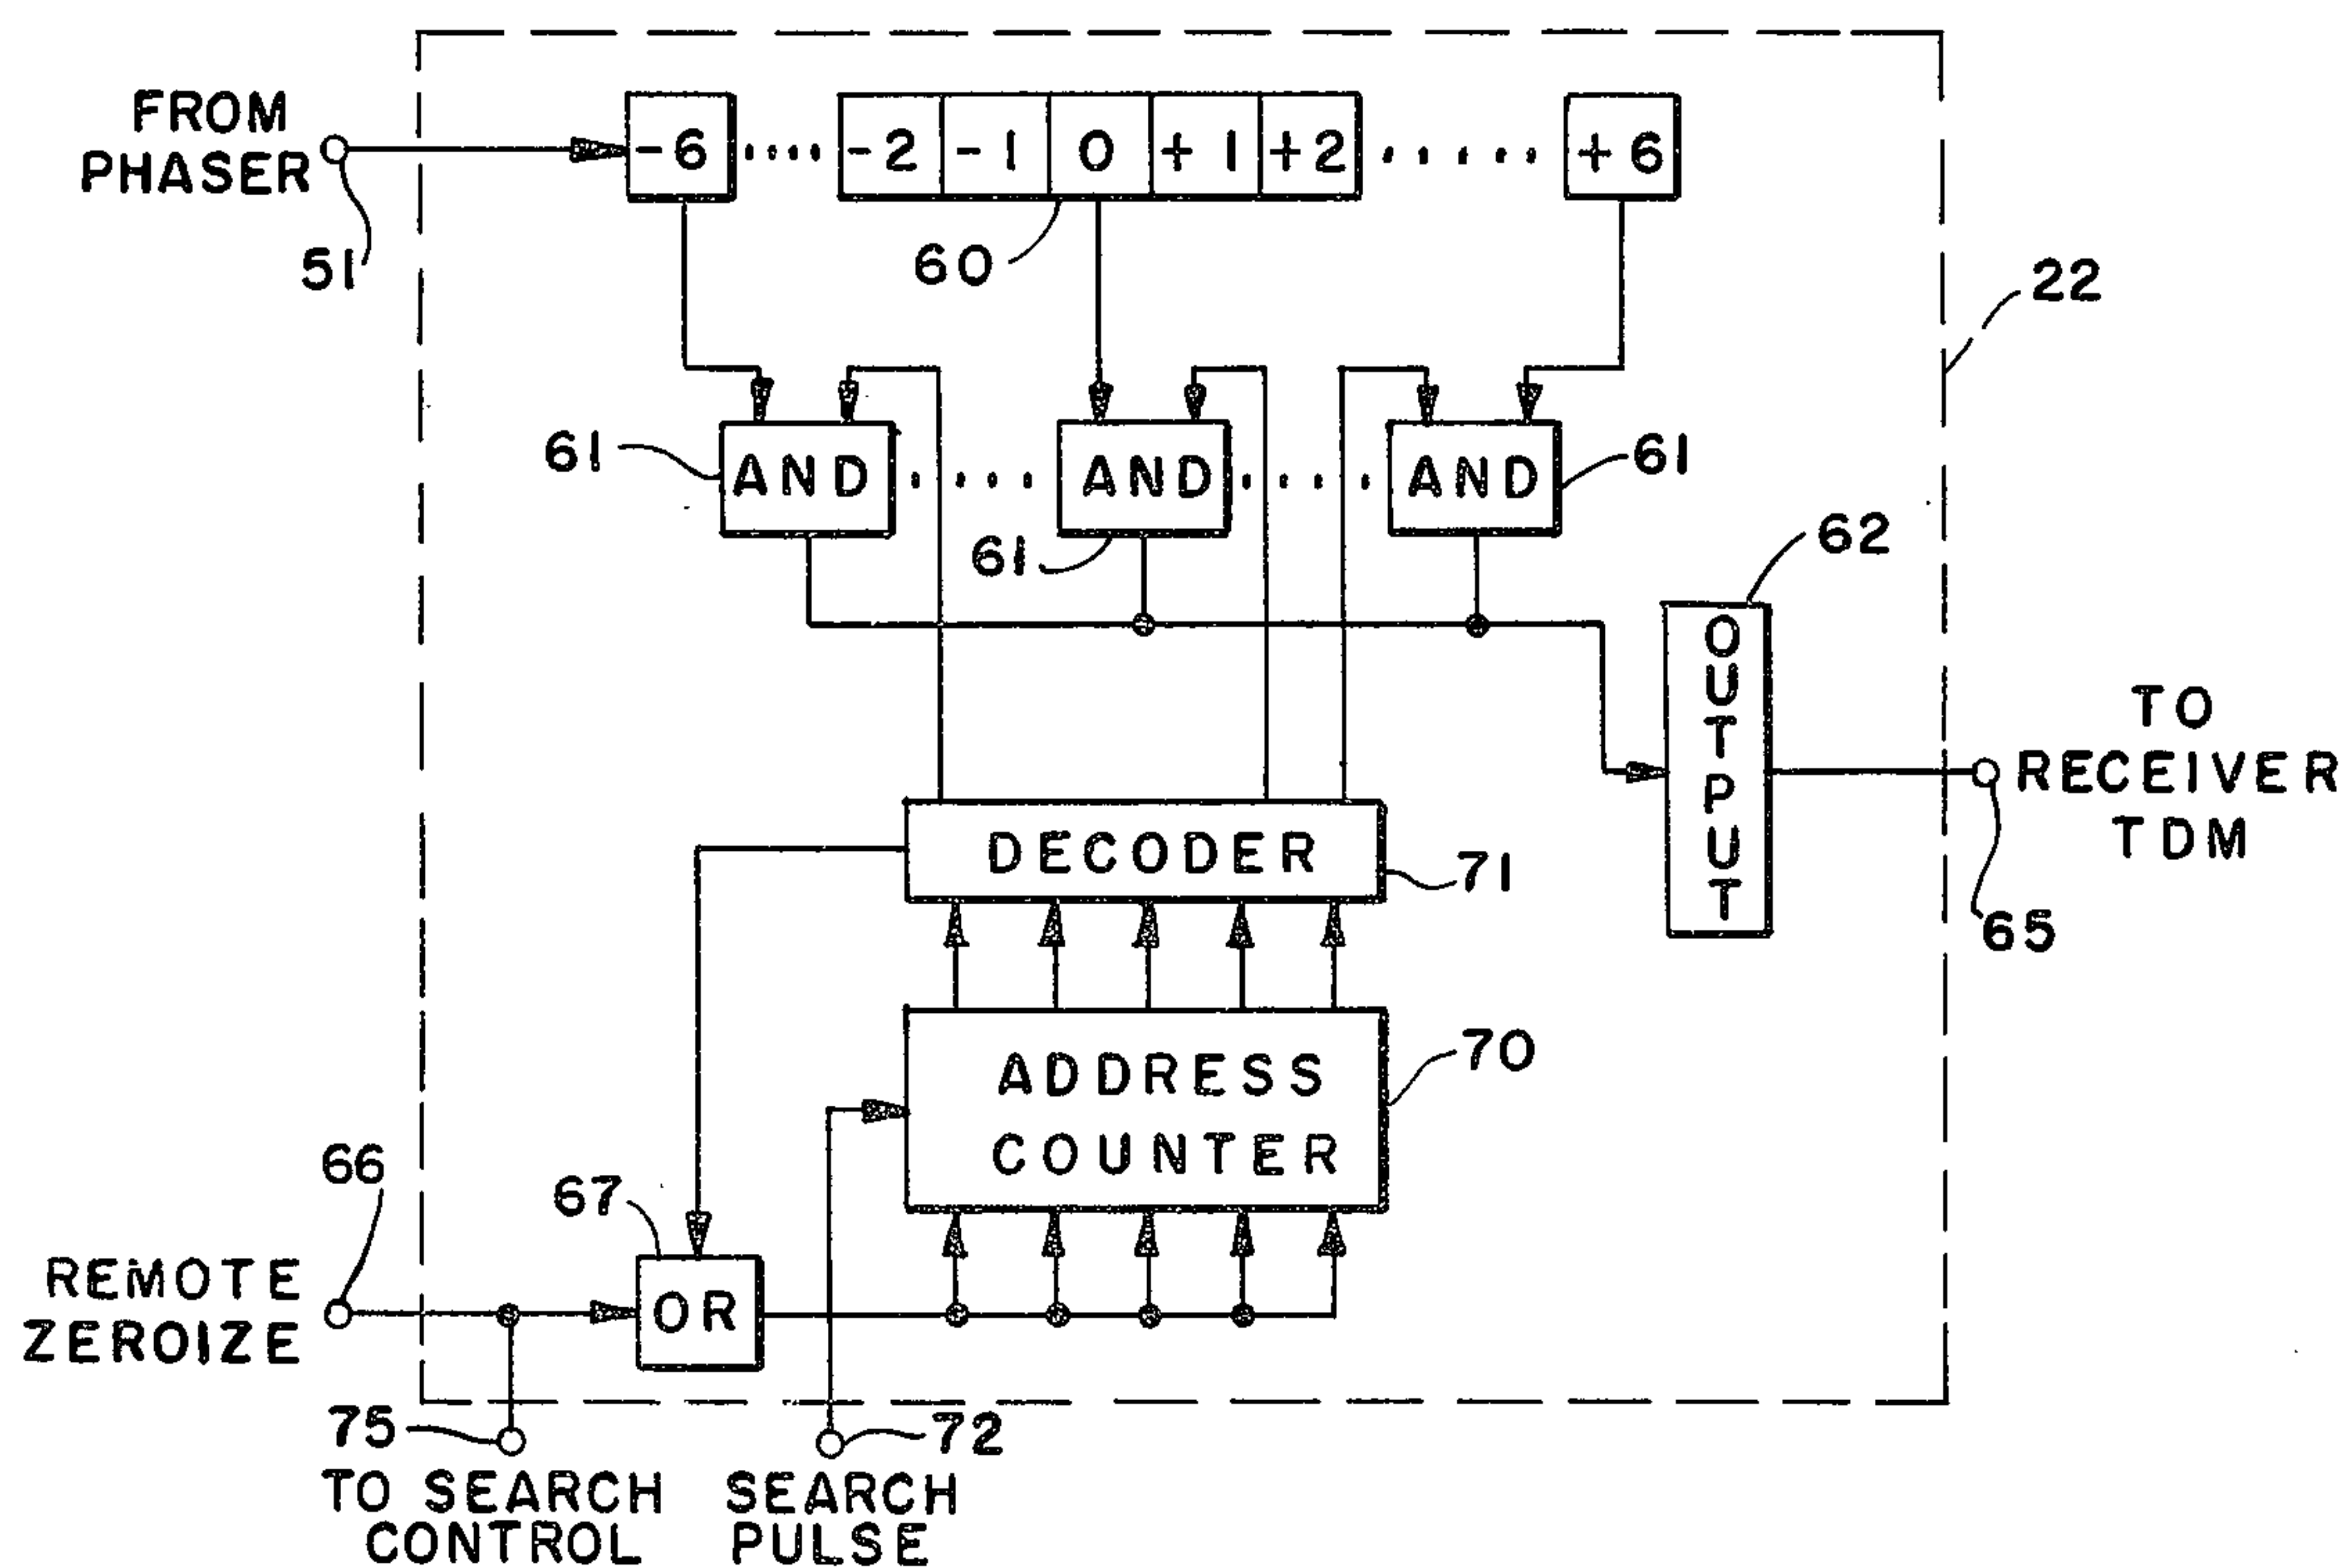 FROM
PHASER
-6
-2 -1 0 +1 +2
+6
51
60
22
61
AND
AND
AND
61
61
62
OUTPUT
TO
RECEIVER
TDM
65
DECODER
71
ADDRESS
COUNTER
70
66
67
REMOTE
ZEROIZE
OR
75
72
TO SEARCH
CONTROL
SEARCH
PULSE